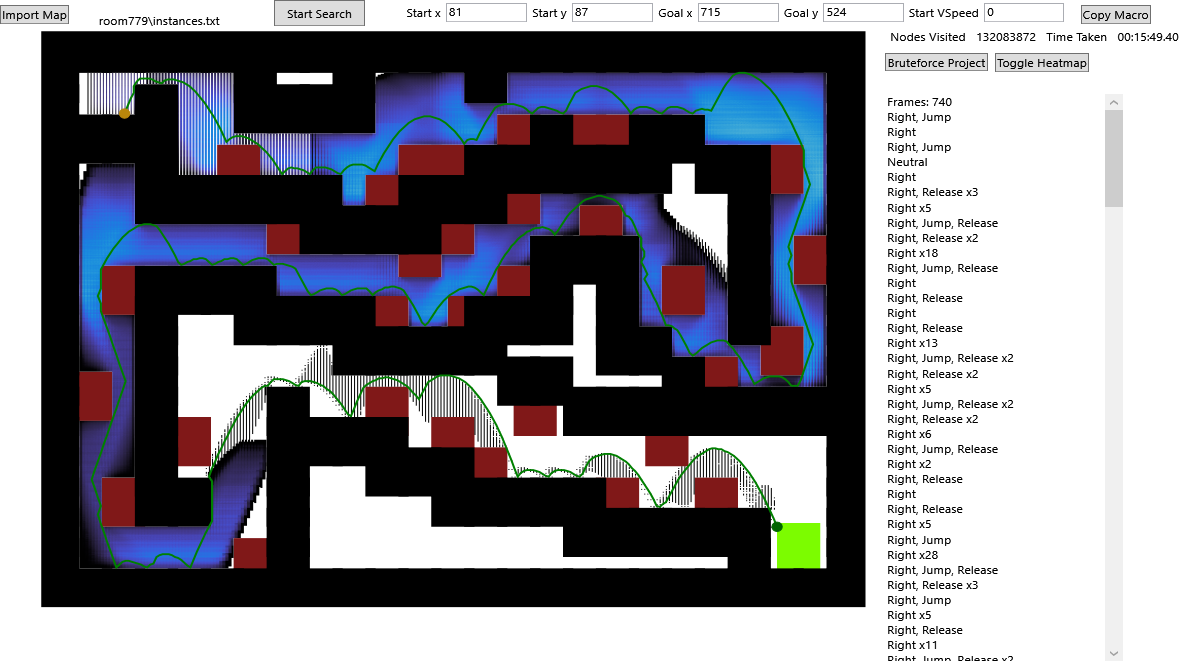 Import Map
room779\instances.txt
Start Search
Start x 81 Start y 87 Goal x 715 Goal y 524 Start VSpeed 0
Copy Macro
Nodes Visited 132083872 Time Taken 00:15:49.40
Bruteforce Project Toggle Heatmap
Frames: 740
Right, Jump
Right
Right, Jump
Neutral
Right
Right, Release x3
Right x5
Right, Jump, Release
Right, Release x2
Right x18
Right, Jump, Release
Right
Right, Release
Right
Right, Release
Right x13
Right, Jump, Release x2
Right, Release x2
Right x5
Right, Jump, Release x2
Right, Release x2
Right x6
Right, Jump, Release
Right x2
Right, Release
Right
Right, Release
Right x5
Right, Jump
Right x28
Right, Jump, Release
Right, Release x3
Right, Jump
Right x5
Right, Release
Right x11
Right, Jump, Release x2